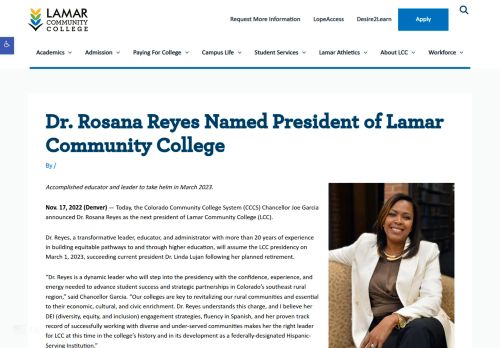 LAMAR
COMMUNITY
COLLEGE
Request More Information LopeAccess Desire2Learn Apply
Academics Admission Paying For College Campus Life Student Services Lamar Athletics About LCC Workforce
Dr. Rosana Reyes Named President of Lamar
Community College
By /
Accomplished educator and leader to take helm in March 2023.
Nov. 17, 2022 (Denver) — Today, the Colorado Community College System (CCCS) Chancellor Joe Garcia
announced Dr. Rosana Reyes as the next president of Lamar Community College (LCC).
Dr. Reyes, a transformative leader, educator, and administrator with more than 20 years of experience
in building equitable pathways to and through higher education, will assume the LCC presidency on
March 1, 2023, succeeding current president Dr. Linda Lujan following her planned retirement.
“Dr. Reyes is a dynamic leader who will step into the presidency with the confidence, experience, and
energy needed to advance student success and strategic partnerships in Colorado’s southeast rural
region,” said Chancellor Garcia. “Our colleges are key to revitalizing our rural communities and essential
to their economic, cultural, and civic enrichment. Dr. Reyes understands this charge, and I believe her
DEI (diversity, equity, and inclusion) engagement strategies, fluency in Spanish, and her proven track
record of successfully working with diverse and under-served communities makes her the right leader
for LCC at this time in the college’s history and in its development as a federally-designated Hispanic-
Serving Institution.”